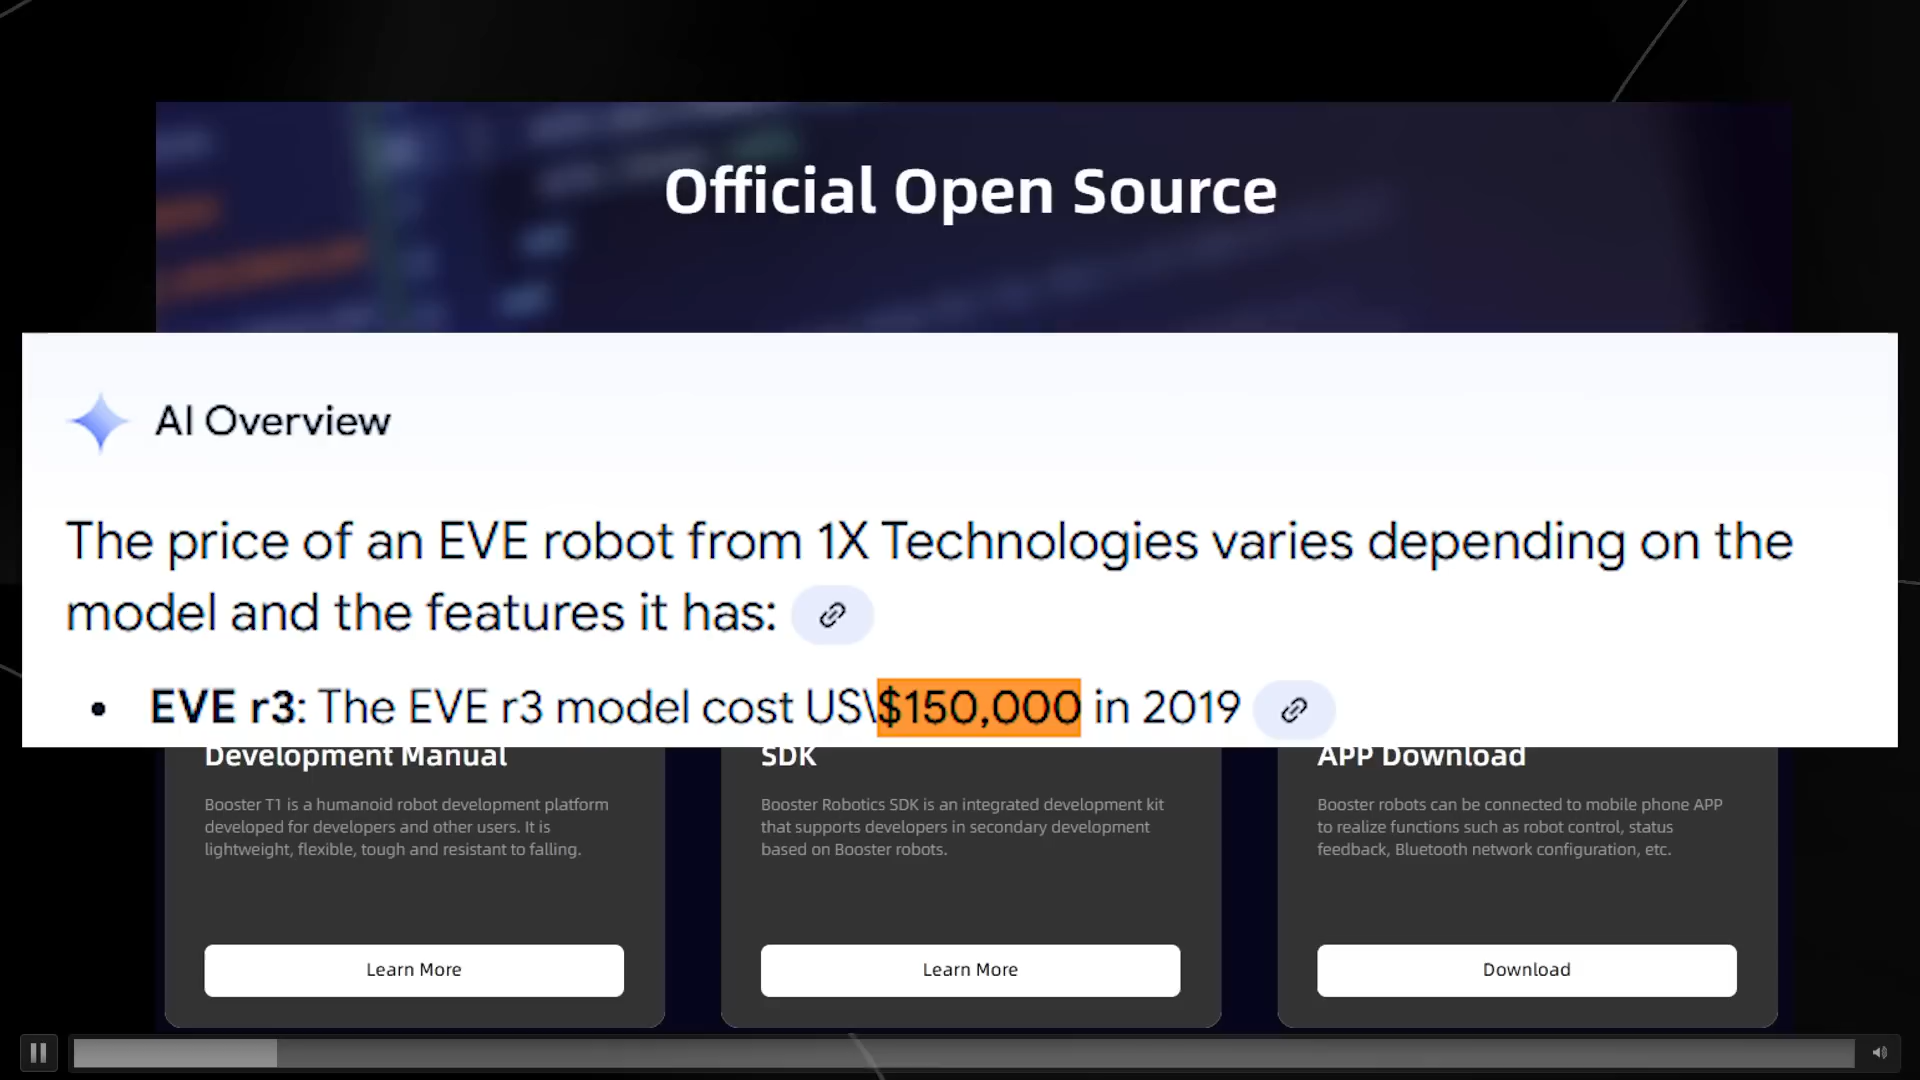 Official Open Source
AI Overview
The price of an EVE robot from 1X Technologies varies depending on the
model and the features it has:
• EVE r3: The EVE r3 model cost US\$150,000 in 2019
Development Manual
Booster T1 is a humanoid robot development platform
developed for developers and other users. It is
lightweight, flexible, tough and resistant to falling.
Learn More
SDK
Booster Robotics SDK is an integrated development kit
that supports developers in secondary development
based on Booster robots.
Learn More
APP Download
Booster robots can be connected to mobile phone APP
to realize functions such as robot control, status
feedback, Bluetooth network configuration, etc.
Download